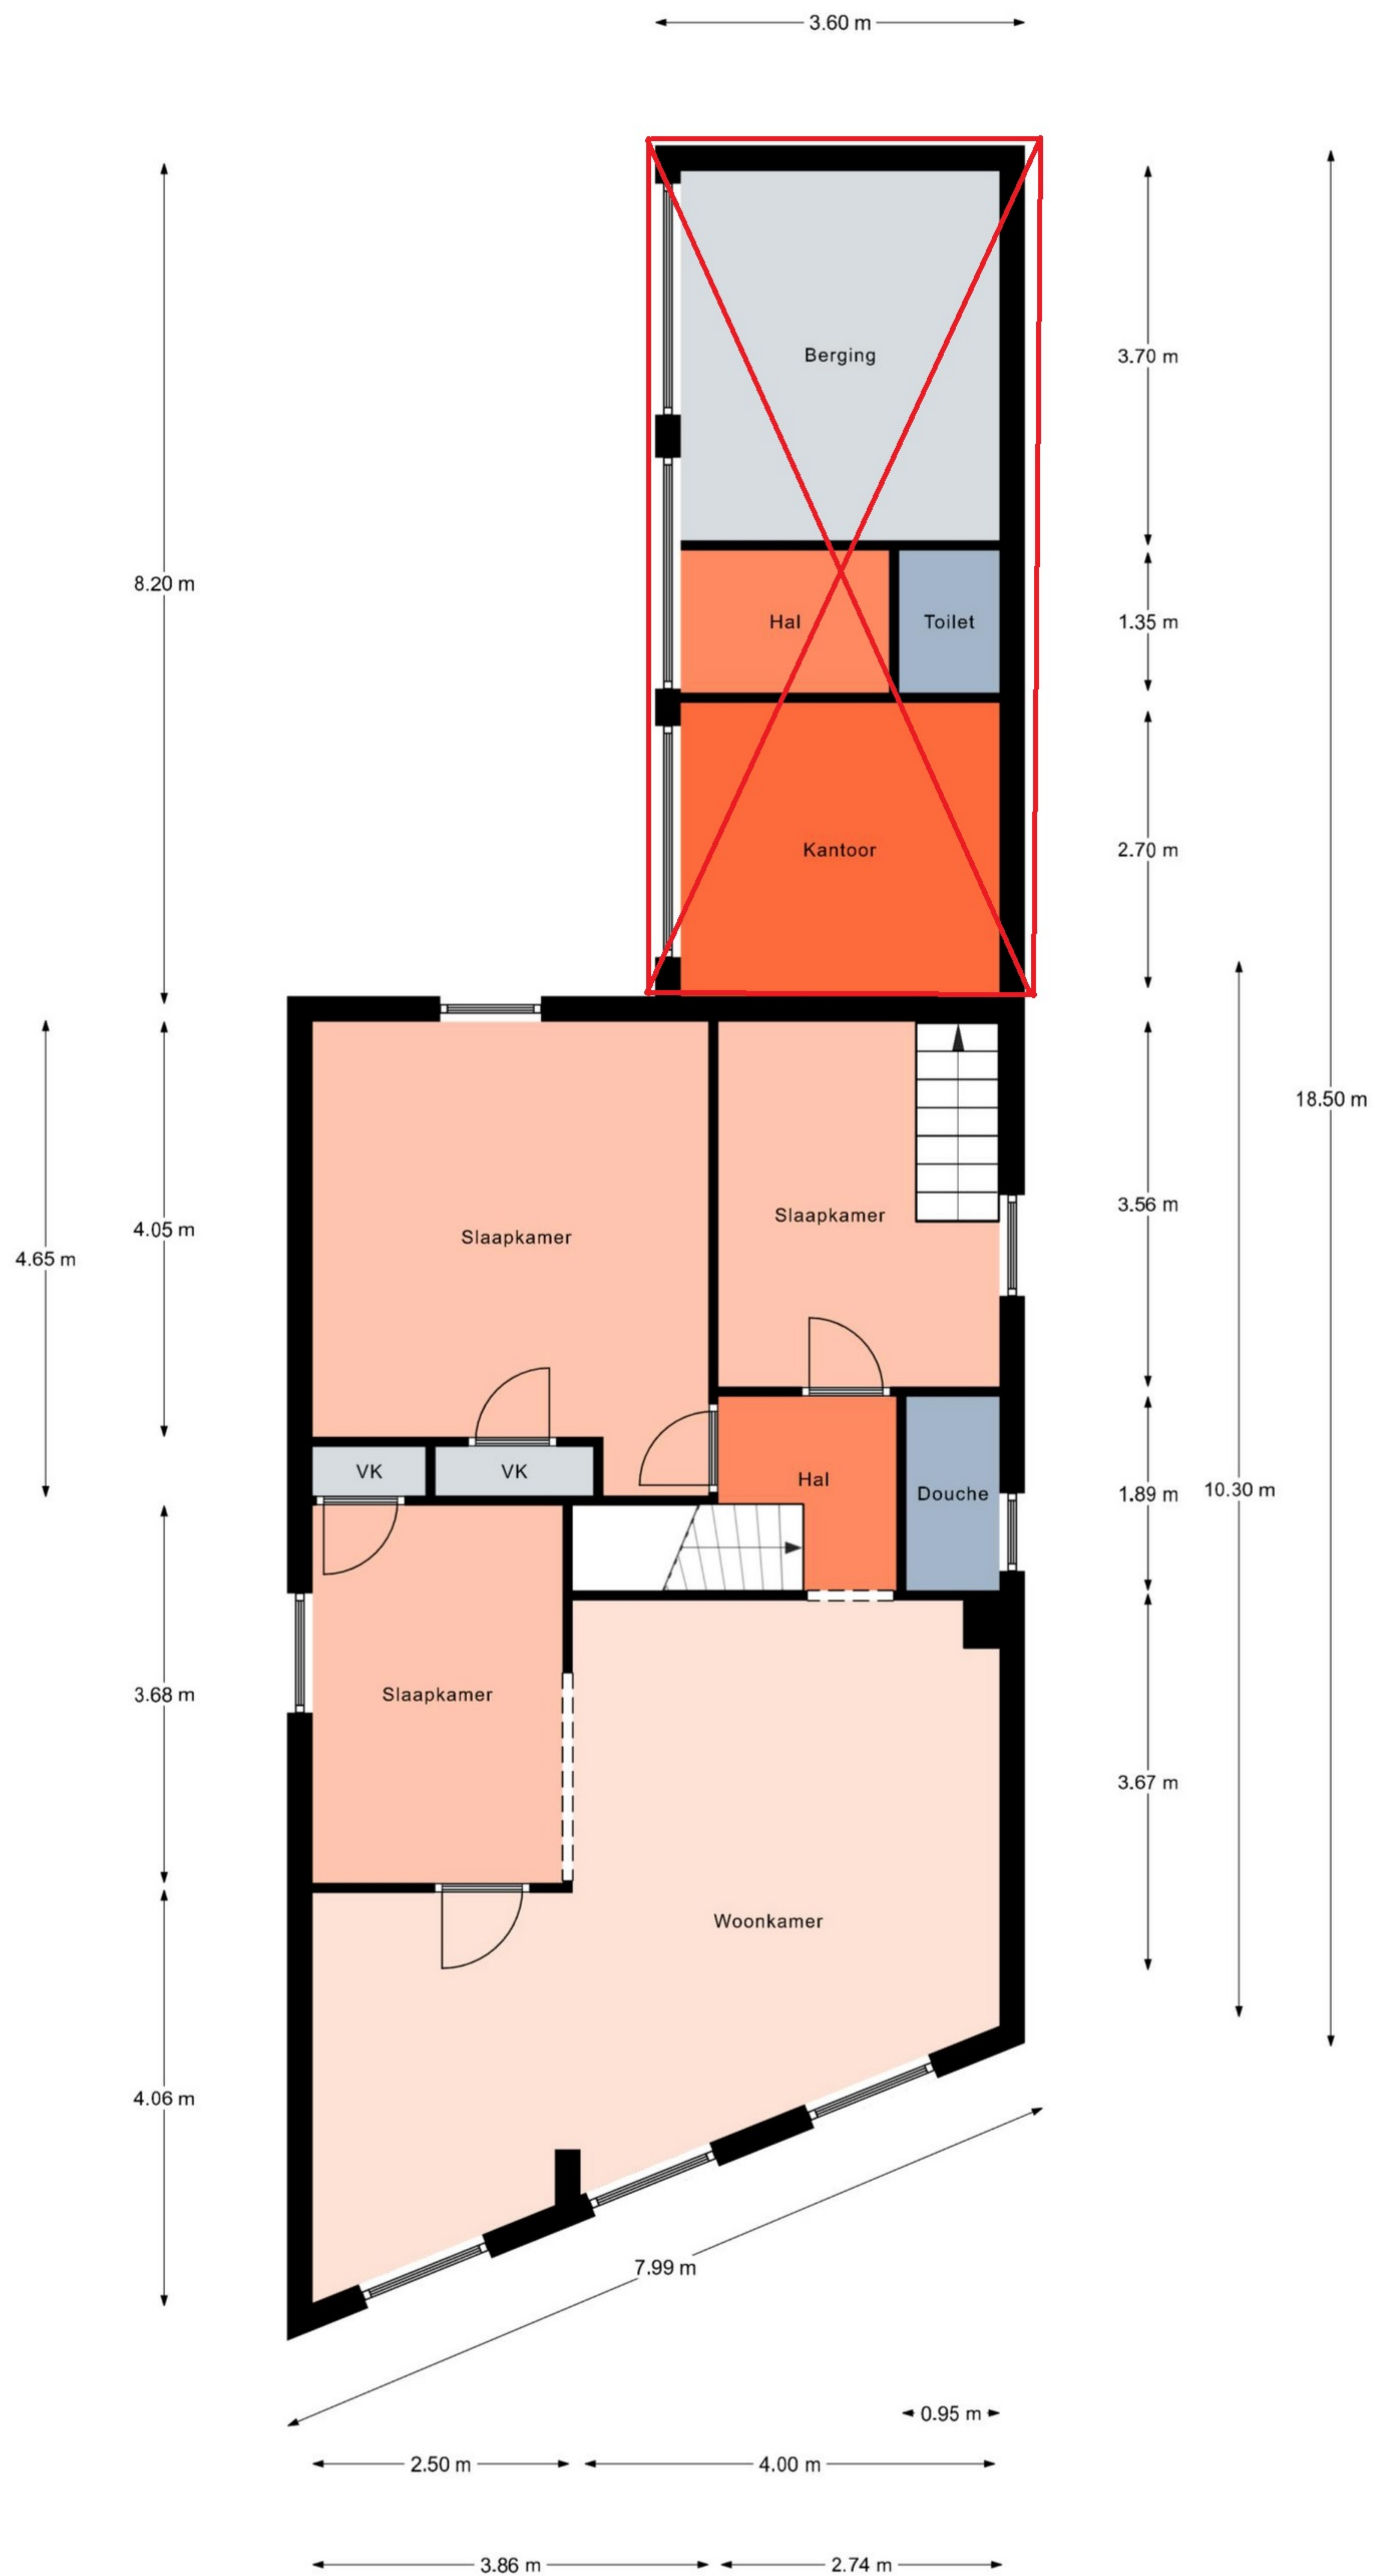 3.60 m
Berging
3.70 m
8.20 m
Hal
Toilet
1.35 m
Kantoor
2.70 m
18.50 m
3.56 m
Slaapkamer
4.05 m
Slaapkamer
4.65 m
VK
VK
Hal
Douche
1.89 m
10.30 m
Slaapkamer
3.68 m
3.67 m
Woonkamer
4.06 m
7.99 m
0.95 m
2.50 m
4.00 m
3.86 m
2.74 m